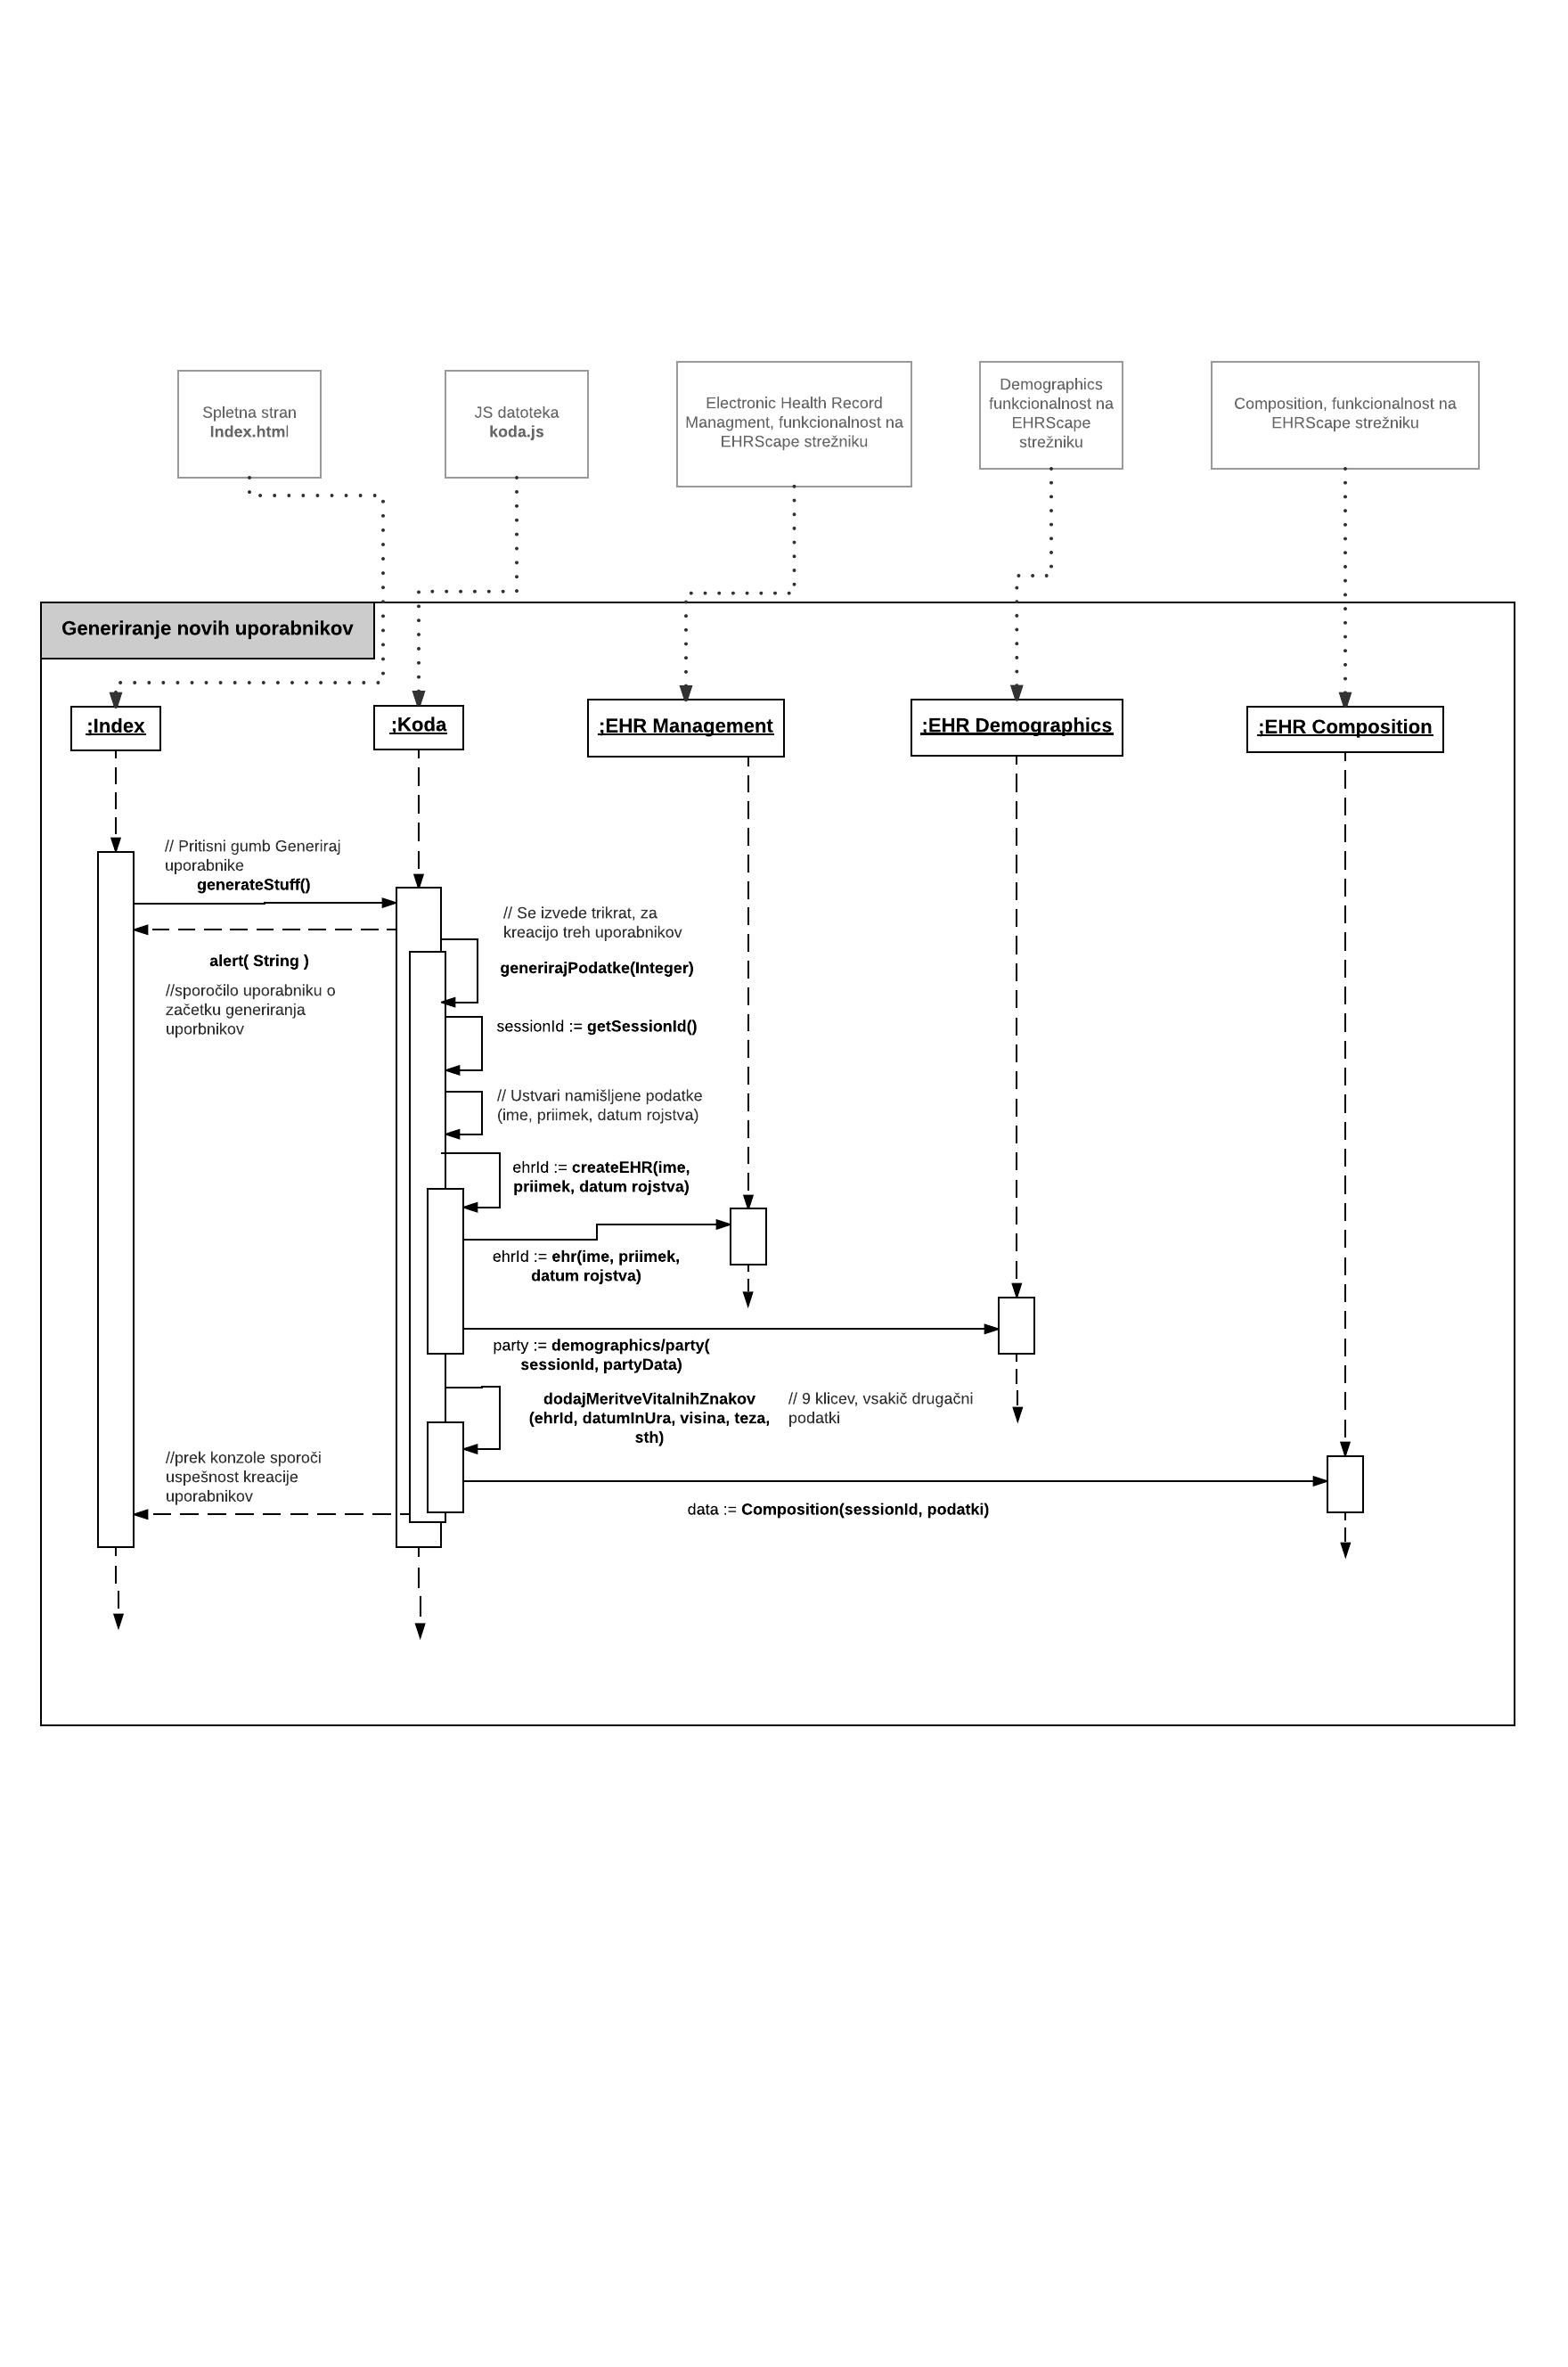 Spletna stran
Index.html
JS datoteka
koda.js
Electronic Health Record
Managment, funkcionalnost na
EHRScape strežniku
Demographics
funkcionalnost na
EHRScape
strežniku
Composition, funkcionalnost na
EHRScape strežniku
Generiranje novih uporabnikov
;Index
;Koda
;EHR Management
;EHR Demographics
;EHR Composition
// Pritisni gumb Generiraj
uporabnike
generateStuff()
// Se izvede trikrat, za
kreacijo treh uporabnikov
generirajPodatke(Integer)
alert( String )
//sporočilo uporabniku o
začetku generiranja
uporbnikov
sessionId := getSessionId()
// Ustvari namišljene podatke
(ime, priimek, datum rojstva)
ehrId := createEHR(ime,
priimek, datum rojstva)
ehrId := ehr(ime, priimek,
datum rojstva)
party := demographics/party(
sessionId, partyData)
dodajMeritveVitalnihZnakov
(ehrId, datumInUra, visina, teza,
sth)
// 9 klicev, vsakič drugačni
podatki
//prek konzole sporoči
uspešnost kreacije
uporabnikov
data := Composition(sessionId, podatki)